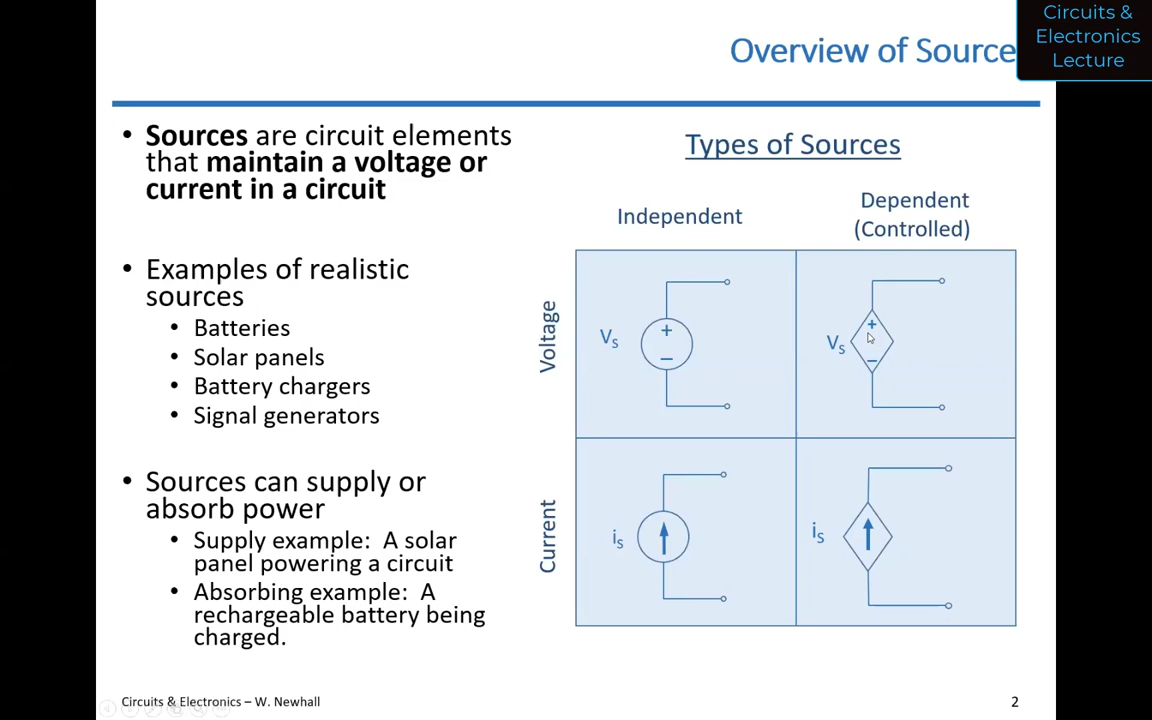 Circuits &
Electronics
Lecture
Overview of Source
• Sources are circuit elements
that maintain a voltage or
current in a circuit
• Examples of realistic
sources
• Batteries
• Solar panels
• Battery chargers
• Signal generators
• Sources can supply or
absorb power
• Supply example: A solar
panel powering a circuit
• Absorbing example: A
rechargeable battery being
charged.
Types of Sources
Independent
Dependent
(Controlled)
Voltage
Vs
+
−
Vs
+
−
Current
is
is
Circuits & Electronics – W. Newhall
2